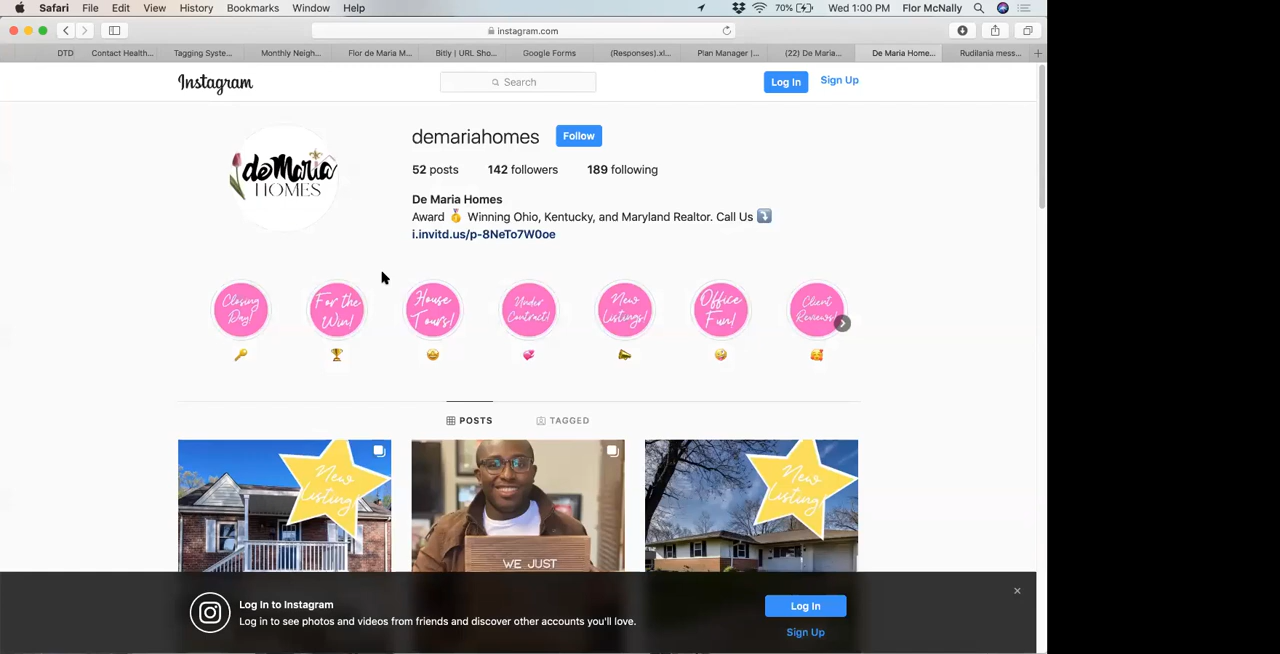 Safari File Edit View History Bookmarks Window Help 70% Wed 1:00 PM Flor McNally
instagram.com
DTD Contact Health... Tagging Syste... Monthly Neigh... Flor de Maria M... Bitly | URL Sho... Google Forms (Responses).xl... Plan Manager |... (22) De Maria... De Maria Home... Rudilania mess...
Instagram Search Log In Sign Up
demariahomes Follow
52 posts 142 followers 189 following
deMaria
HOMES
De Maria Homes
Award 🏅 Winning Ohio, Kentucky, and Maryland Realtor. Call Us ⤵️
i.invitd.us/p-8NeTo7W0oe
Closing
Day!
For the
Win!
House
Tours!
Under
Contract!
New
Listings!
Office
Fun!
Client
Reviews!
POSTS TAGGED
New
Listing!
WE JUST
New
Listing!
Log In to Instagram
Log in to see photos and videos from friends and discover other accounts you'll love.
Log In
Sign Up